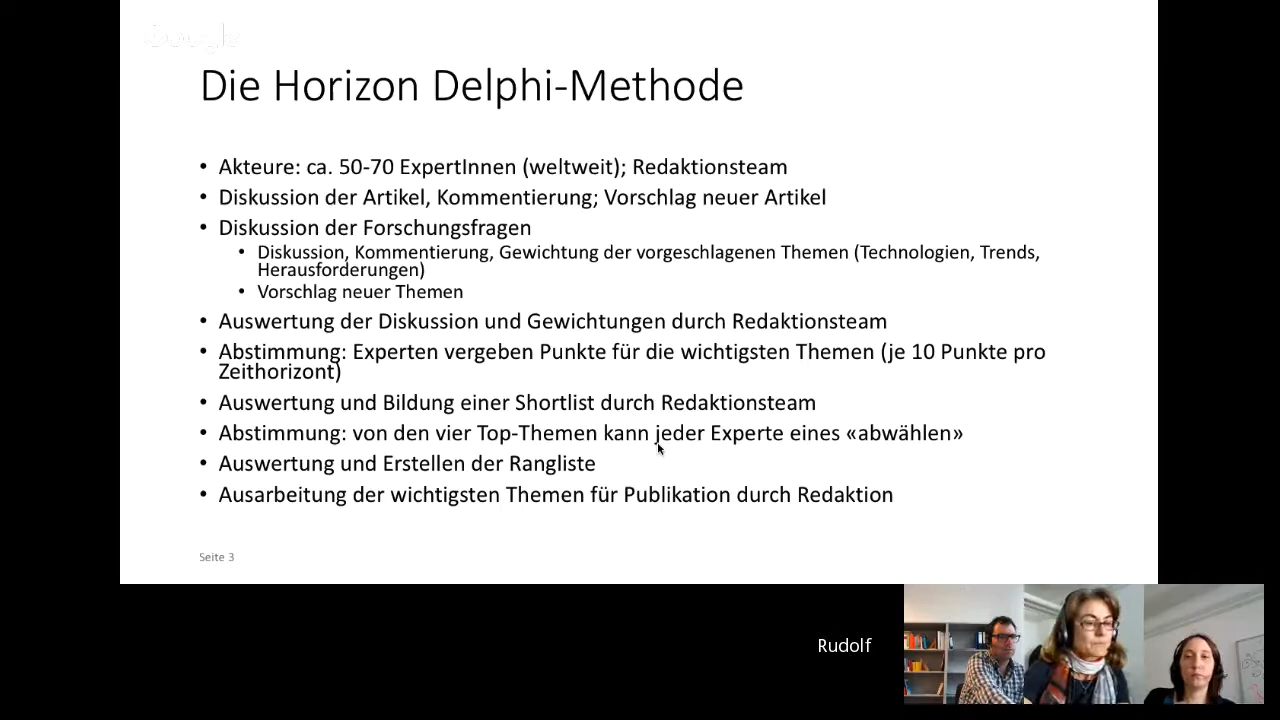 Google
Die Horizon Delphi-Methode
• Akteure: ca. 50-70 ExpertInnen (weltweit); Redaktionsteam
• Diskussion der Artikel, Kommentierung; Vorschlag neuer Artikel
• Diskussion der Forschungsfragen
• Diskussion, Kommentierung, Gewichtung der vorgeschlagenen Themen (Technologien, Trends,
Herausforderungen)
• Vorschlag neuer Themen
• Auswertung der Diskussion und Gewichtungen durch Redaktionsteam
• Abstimmung: Experten vergeben Punkte für die wichtigsten Themen (je 10 Punkte pro
Zeithorizont)
• Auswertung und Bildung einer Shortlist durch Redaktionsteam
• Abstimmung: von den vier Top-Themen kann jeder Experte eines «abwählen»
• Auswertung und Erstellen der Rangliste
• Ausarbeitung der wichtigsten Themen für Publikation durch Redaktion
Seite 3
Rudolf